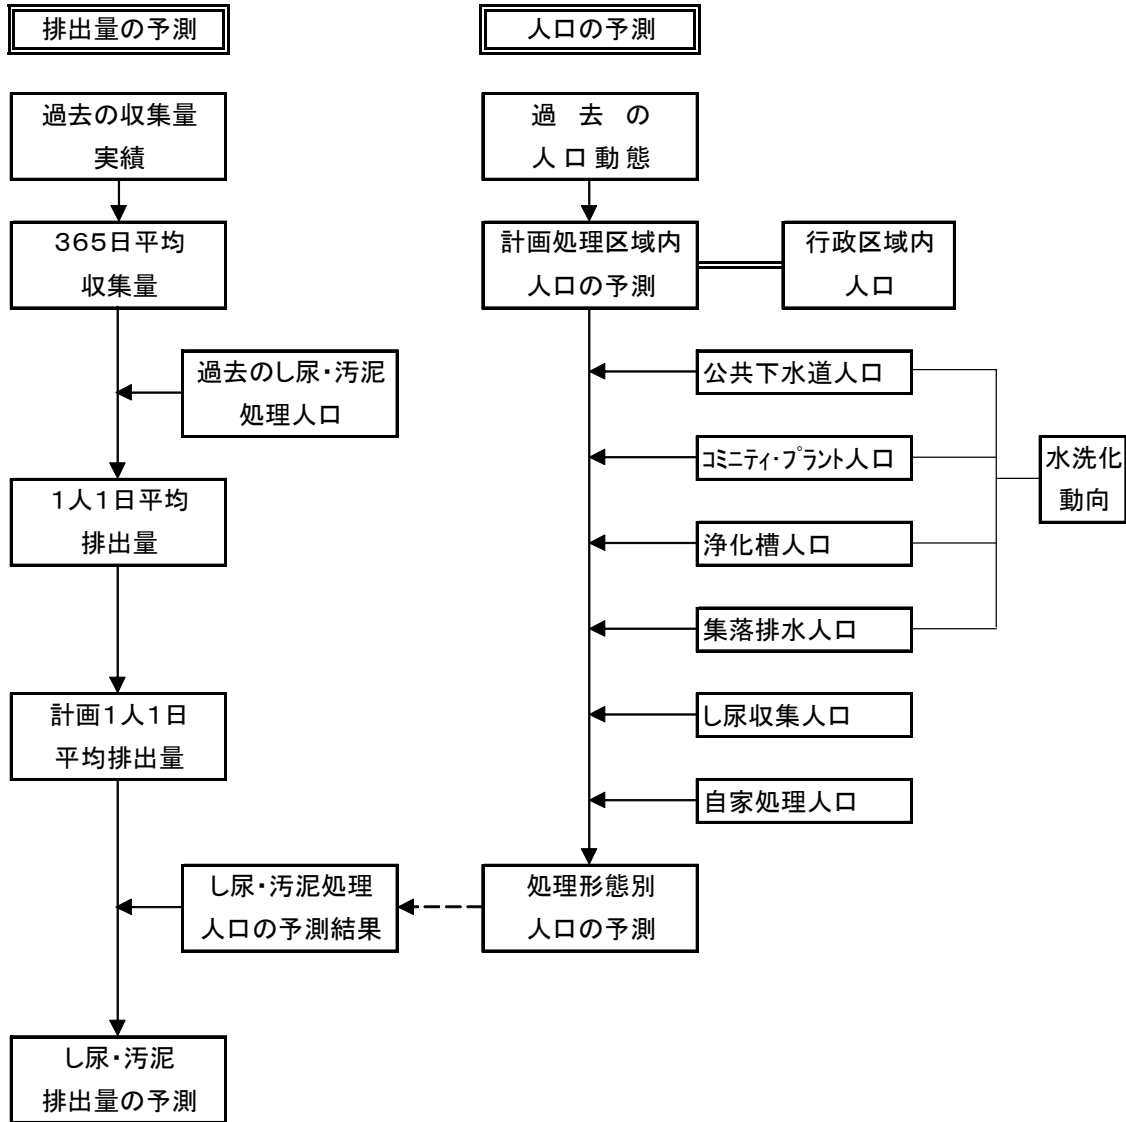 排出量の予測
人口の予測
過去の収集量
実績
過去の
人口動態
365日平均
収集量
計画処理区域内
人口の予測
行政区域内
人口
過去のし尿・汚泥
処理人口
公共下水道人口
コミニティ・プラント人口
水洗化
動向
1人1日平均
排出量
浄化槽人口
集落排水人口
計画1人1日
平均排出量
し尿収集人口
自家処理人口
し尿・汚泥処理
人口の予測結果
処理形態別
人口の予測
し尿・汚泥
排出量の予測